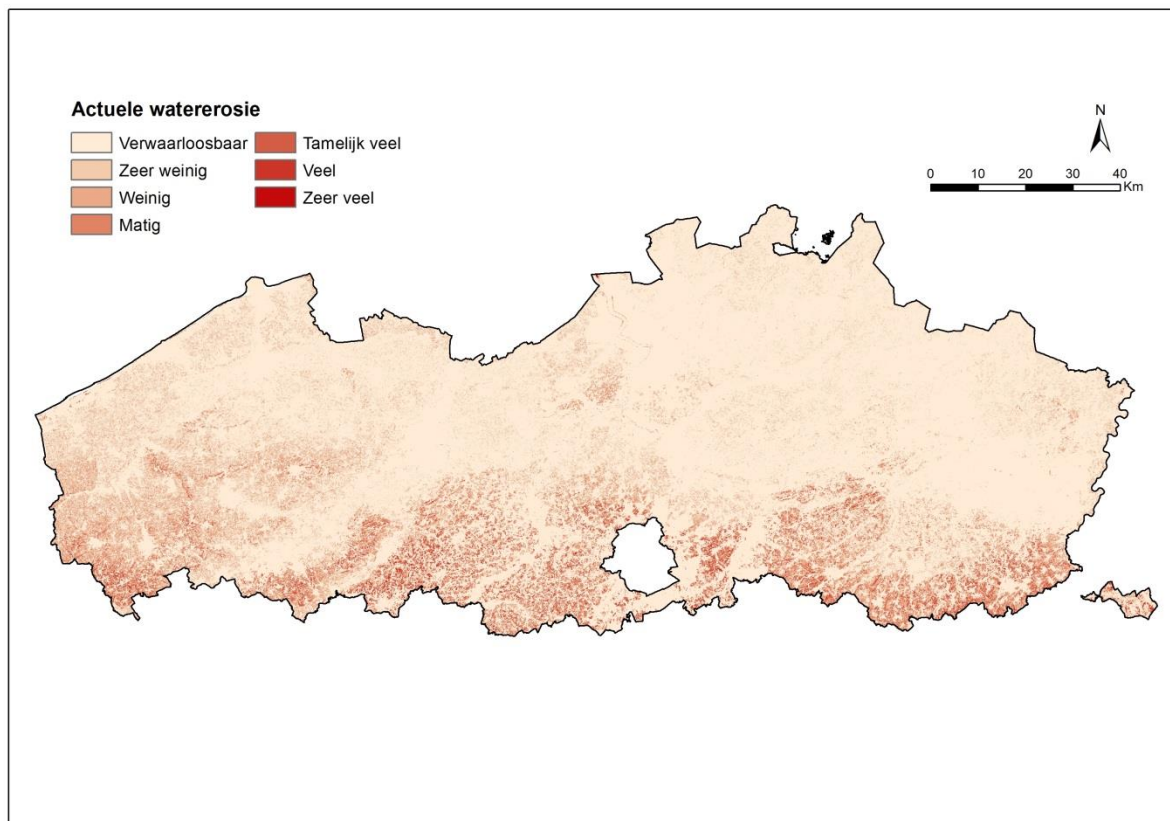 Actuele watererosie
Verwaarloosbaar
Zeer weinig
Weinig
Matig
Tamelijk veel
Veel
Zeer veel
N
0 10 20 30 40
Km